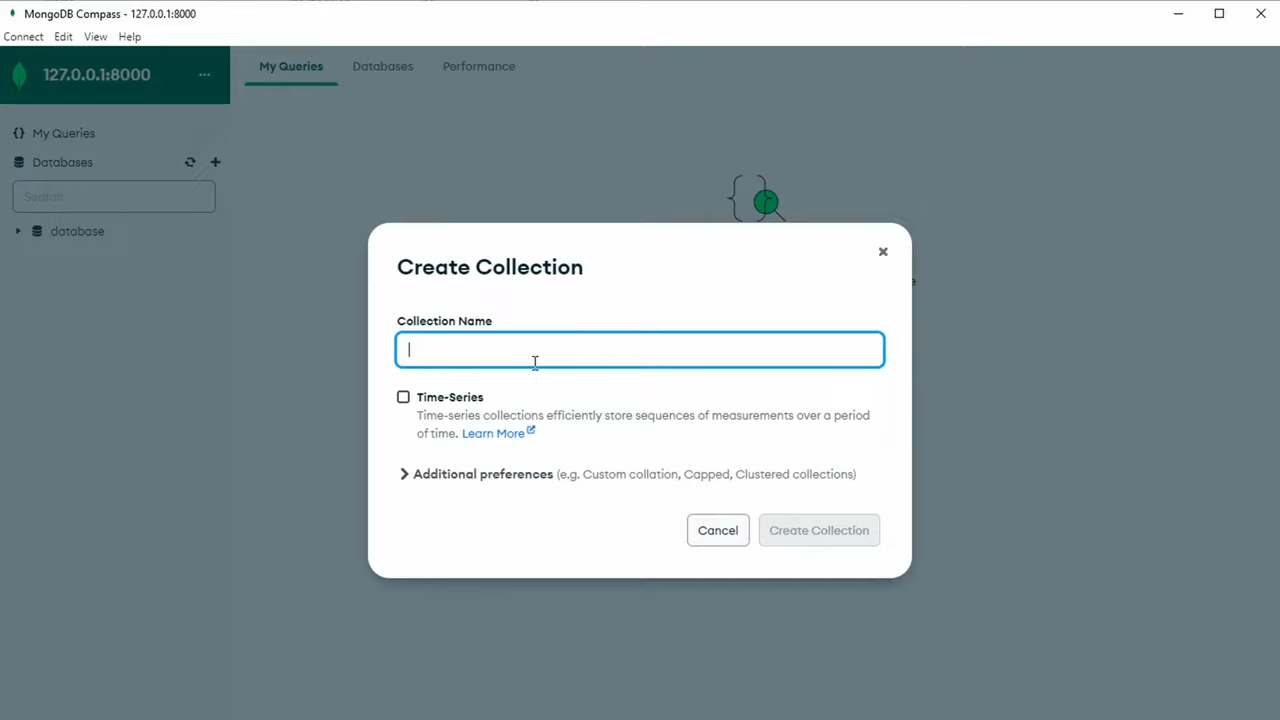 MongoDB Compass - 127.0.0.1:8000
Connect Edit View Help
127.0.0.1:8000 ...
My Queries Databases Performance
{} My Queries
Databases
Search
database
Create Collection
Collection Name
Time-Series
Time-series collections efficiently store sequences of measurements over a period
of time. Learn More
Additional preferences (e.g. Custom collation, Capped, Clustered collections)
Cancel Create Collection